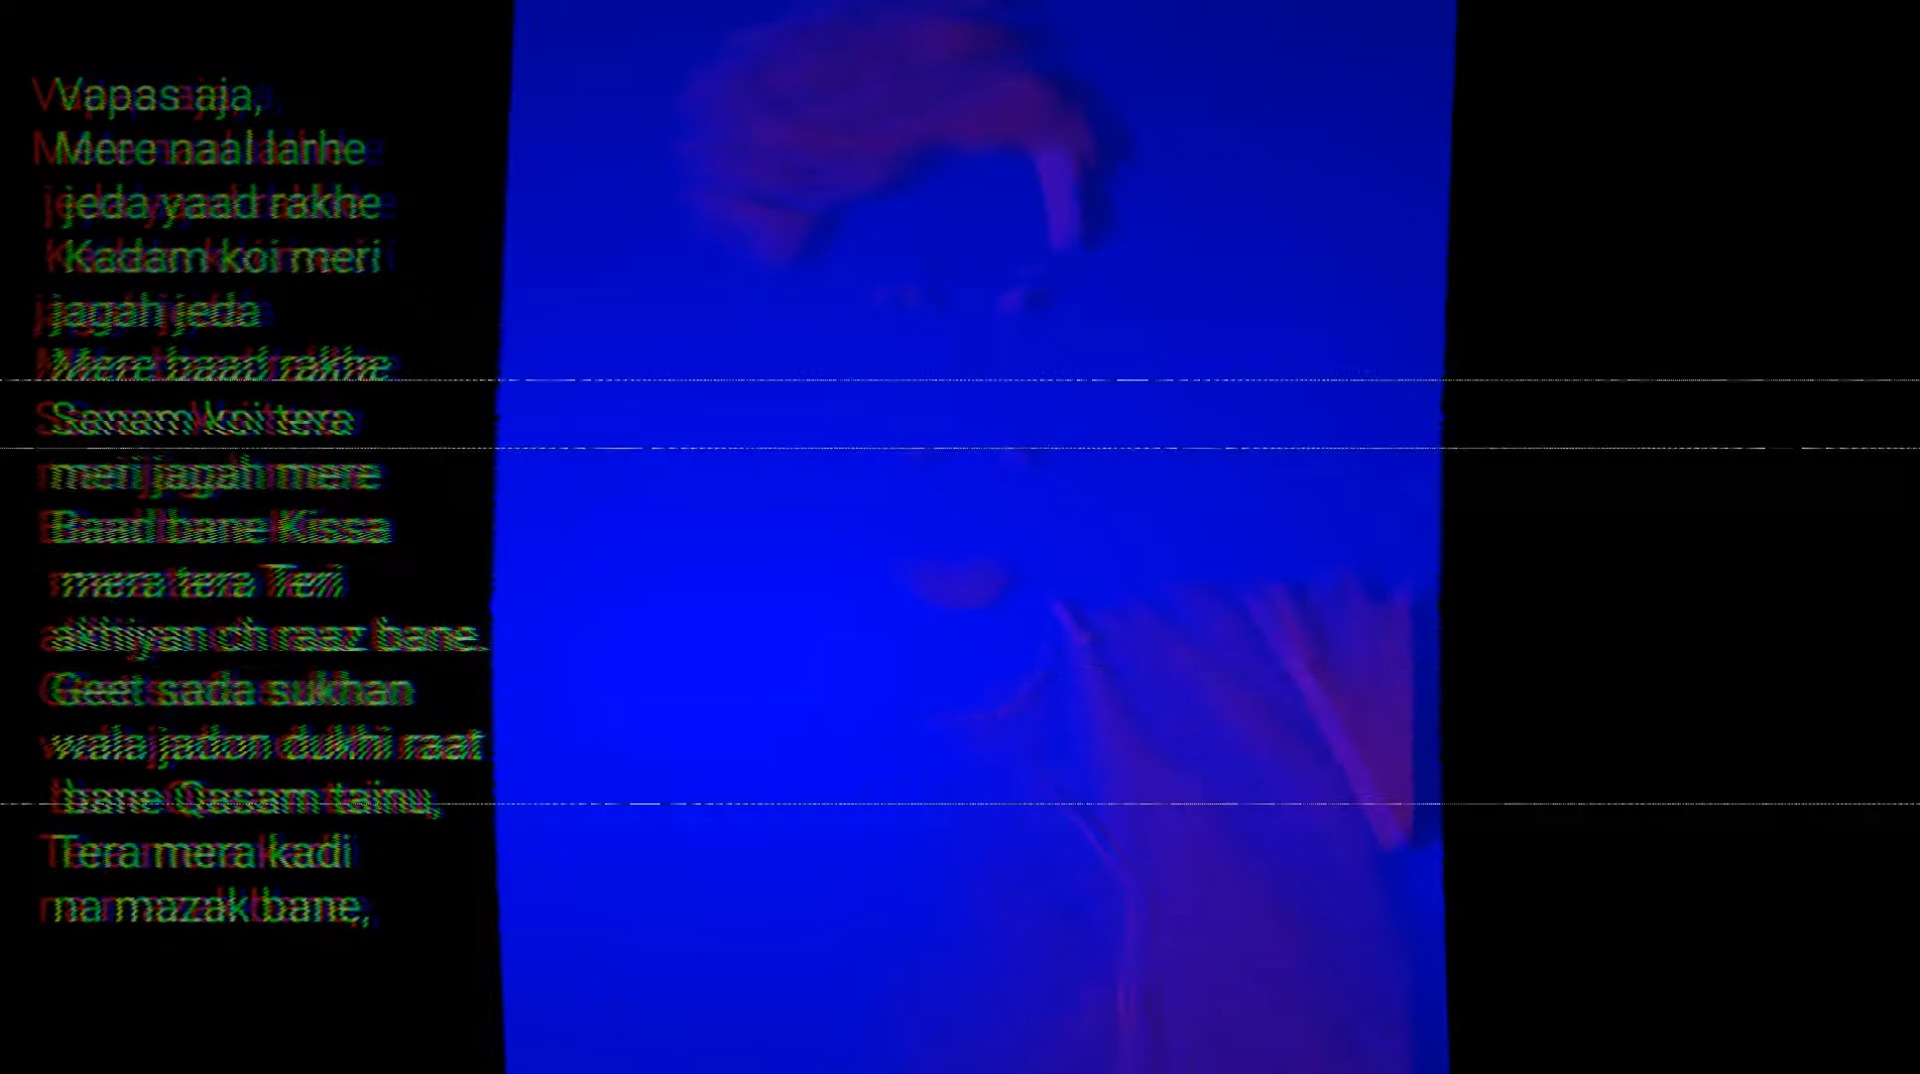 Vapas aja,
Mere naal larhe
jeda yaad rakhe
Kadam koi meri
jagah jeda
Mere baad rakhe
Sanam koi tera
meri jagah mere
Baad bane Kissa
mera tera Teri
akhiyan ch raaz bane.
Geet sada sukhan
wala jadon dukhi raat
bane Qasam tainu,
Tera mera kadi
na mazak bane,